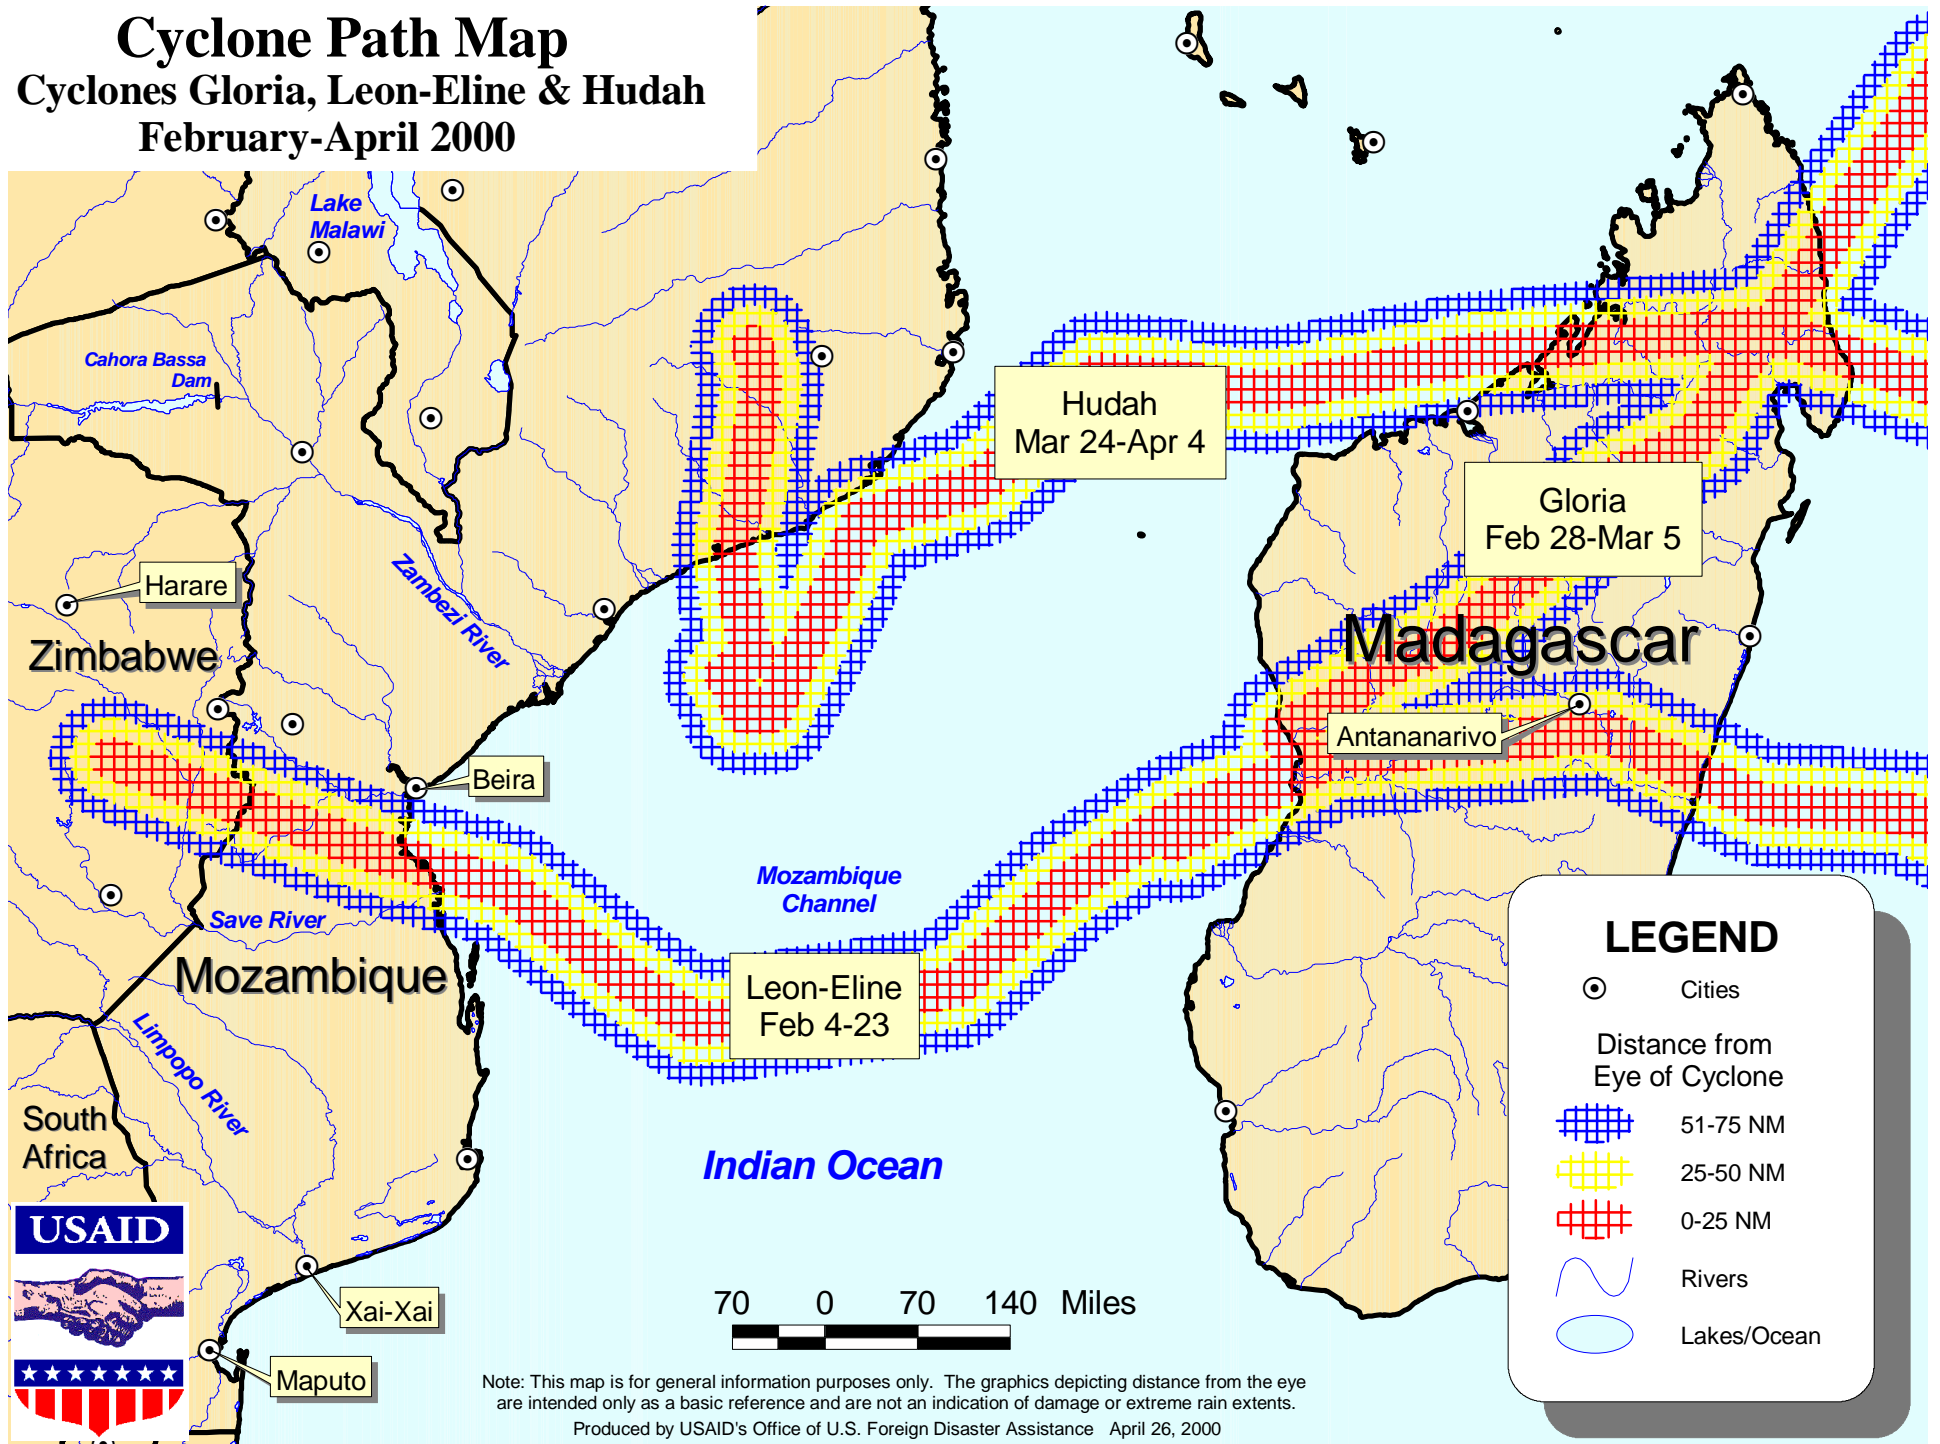 Cyclone Path Map
Cyclones Gloria, Leon-Eline & Hudah
February-April 2000
Lake
Malawi
Cahora Bassa
Dam
Hudah
Mar 24-Apr 4
Gloria
Feb 28-Mar 5
Harare
Zambezi River
Zimbabwe
Madagascar
Antananarivo
Beira
Mozambique
Channel
Save River
Mozambique
Leon-Eline
Feb 4-23
Limpopo River
South
Africa
Indian Ocean
USAID
Xai-Xai
Maputo
70 0 70 140 Miles
LEGEND
Cities
Distance from
Eye of Cyclone
51-75 NM
25-50 NM
0-25 NM
Rivers
Lakes/Ocean
Note: This map is for general information purposes only. The graphics depicting distance from the eye
are intended only as a basic reference and are not an indication of damage or extreme rain extents.
Produced by USAID's Office of U.S. Foreign Disaster Assistance April 26, 2000